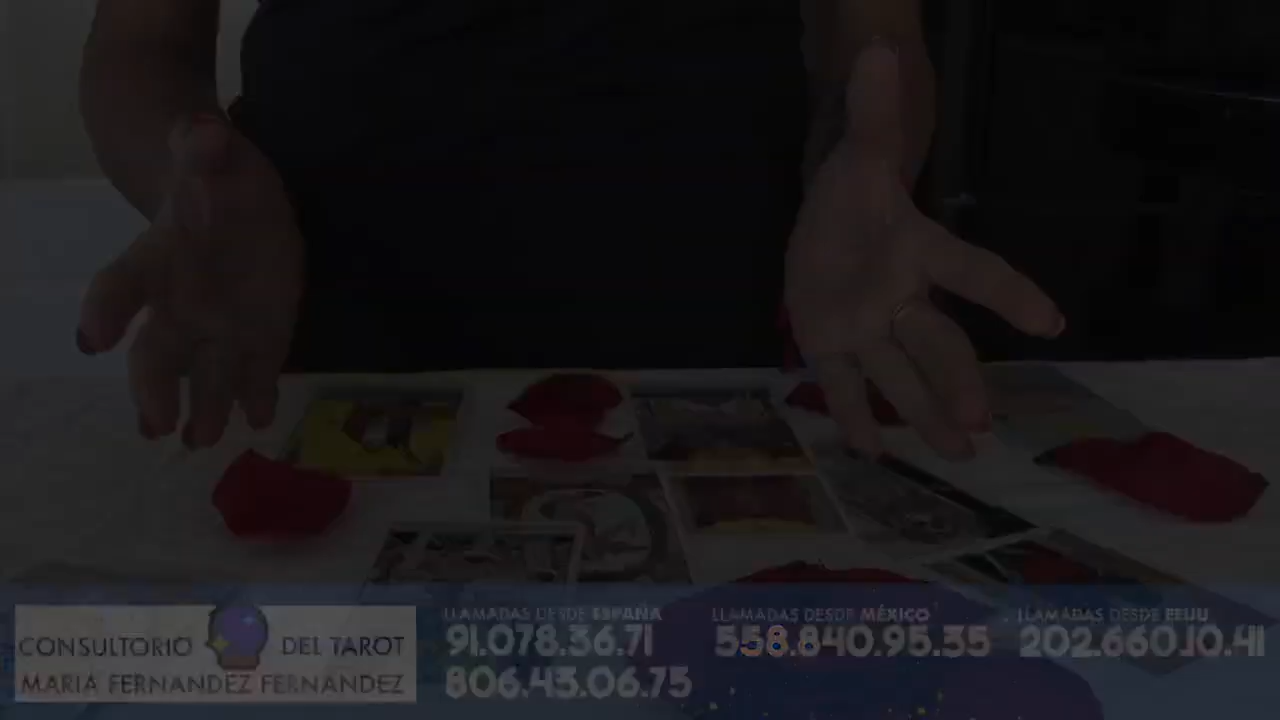 CONSULTORIO DEL TAROT
MARIA FERNANDEZ FERNANDEZ
LLAMADAS DESDE ESPAÑA
91.078.36.71
806.43.06.75
LLAMADAS DESDE MÉXICO
558.840.95.35
LLAMADAS DESDE EEUU
202.660.10.41